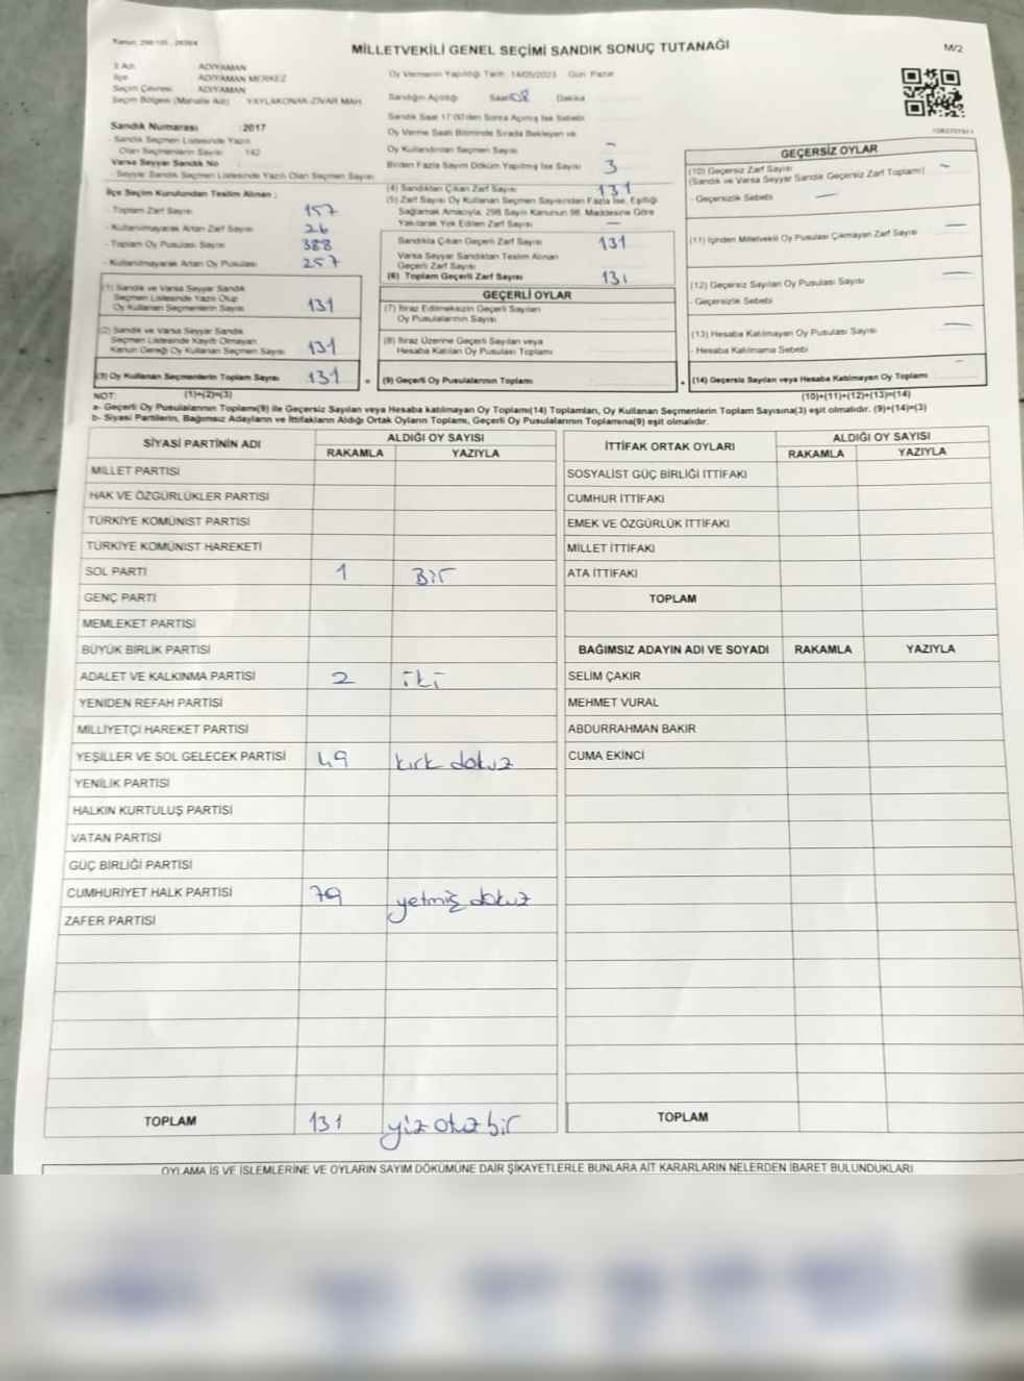 Kanun: 298/105, 283/34
MİLLETVEKİLİ GENEL SEÇİMİ SANDIK SONUÇ TUTANAĞI
M/2
İl Adı ADIYAMAN
İlçe ADIYAMAN MERKEZ
Seçim Çevresi ADIYAMAN
Seçim Bölgesi (Mahalle Adı) YAYLAKONAK-ZİVAR MAH.
Sandık Numarası :2017
Sandık Seçmen Listesinde Yazılı
Olan Seçmenlerin Sayısı 142
Varsa Seyyar Sandık No
Seyyar Sandık Seçmen Listesinde Yazılı Olan Seçmen Sayısı
Oy Vermenin Yapıldığı Tarih: 14/05/2023 Gün: Pazar
Sandığın Açıldığı Saat: 08 Dakika
Sandık Saat 17:00'den Sonra Açılmış İse Sebebi
Oy Verme Saati Bitiminde Sırada Bekleyen ve
Oy Kullandırılan Seçmen Sayısı –
Birden Fazla Sayım Döküm Yapılmış İse Sayısı 3
İlçe Seçim Kurulundan Teslim Alınan ;
- Toplam Zarf Sayısı 157
- Kullanılmayarak Artan Zarf Sayısı 26
- Toplam Oy Pusulası Sayısı 388
- Kullanılmayarak Artan Oy Pusulası 257
(1) Sandık ve Varsa Seyyar Sandık
Seçmen Listesinde Yazılı Olup
Oy Kullanan Seçmenlerin Sayısı 131
(2) Sandık ve Varsa Seyyar Sandık
Seçmen Listesinde Kayıtlı Olmayan
Kanun Gereği Oy Kullanan Seçmen Sayısı 131
(3) Oy Kullanan Seçmenlerin Toplam Sayısı 131
(4) Sandıktan Çıkan Zarf Sayısı 131
(5) Zarf Sayısı Oy Kullanan Seçmen Sayısından Fazla İse, Eşitliği
Sağlamak Amacıyla, 298 Sayılı Kanunun 98. Maddesine Göre
Yakılarak Yok Edilen Zarf Sayısı —
Sandıkta Çıkan Geçerli Zarf Sayısı 131
Varsa Seyyar Sandıktan Teslim Alınan
Geçerli Zarf Sayısı
(6) Toplam Geçerli Zarf Sayısı 131
GEÇERLİ OYLAR
(7) İtiraz Edilmeksizin Geçerli Sayılan
Oy Pusulalarının Sayısı
(8) İtiraz Üzerine Geçerli Sayılan veya
Hesaba Katılan Oy Pusulası Toplamı
(9) Geçerli Oy Pusulalarının Toplamı
GEÇERSİZ OYLAR
(10) Geçersiz Zarf Sayısı –
(Sandık ve Varsa Seyyar Sandık Geçersiz Zarf Toplamı)
- Geçersizlik Sebebi —
(11) İçinden Milletvekili Oy Pusulası Çıkmayan Zarf Sayısı —
(12) Geçersiz Sayılan Oy Pusulası Sayısı —
- Geçersizlik Sebebi
(13) Hesaba Katılmayan Oy Pusulası Sayısı —
- Hesaba Katılmama Sebebi
(14) Geçersiz Sayılan veya Hesaba Katılmayan Oy Toplamı –
NOT: (1)+(2)=(3)
(10)+(11)+(12)+(13)=(14)
a- Geçerli Oy Pusulalarının Toplamı(9) ile Geçersiz Sayılan veya Hesaba katılmayan Oy Toplamı(14) Toplamları, Oy Kullanan Seçmenlerin Toplam Sayısına(3) eşit olmalıdır. (9)+(14)=(3)
b- Siyasi Partilerin, Bağımsız Adayların ve İttifakların Aldığı Ortak Oyların Toplamı, Geçerli Oy Pusulalarının Toplamına(9) eşit olmalıdır.
SİYASİ PARTİNİN ADI ALDIĞI OY SAYISI
RAKAMLA YAZIYLA
MİLLET PARTİSİ
HAK VE ÖZGÜRLÜKLER PARTİSİ
TÜRKİYE KOMÜNİST PARTİSİ
TÜRKİYE KOMÜNİST HAREKETİ
SOL PARTİ 1 Bir
GENÇ PARTİ
MEMLEKET PARTİSİ
BÜYÜK BİRLİK PARTİSİ
ADALET VE KALKINMA PARTİSİ 2 iki
YENİDEN REFAH PARTİSİ
MİLLİYETÇİ HAREKET PARTİSİ
YEŞİLLER VE SOL GELECEK PARTİSİ 49 kırk dokuz
YENİLİK PARTİSİ
HALKIN KURTULUŞ PARTİSİ
VATAN PARTİSİ
GÜÇ BİRLİĞİ PARTİSİ
CUMHURİYET HALK PARTİSİ 79 yetmiş dokuz
ZAFER PARTİSİ
TOPLAM 131 yüz otuz bir
İTTİFAK ORTAK OYLARI ALDIĞI OY SAYISI
RAKAMLA YAZIYLA
SOSYALİST GÜÇ BİRLİĞİ İTTİFAKI
CUMHUR İTTİFAKI
EMEK VE ÖZGÜRLÜK İTTİFAKI
MİLLET İTTİFAKI
ATA İTTİFAKI
TOPLAM
BAĞIMSIZ ADAYIN ADI VE SOYADI RAKAMLA YAZIYLA
SELİM ÇAKIR
MEHMET VURAL
ABDURRAHMAN BAKIR
CUMA EKİNCİ
TOPLAM
OYLAMA İŞ VE İŞLEMLERİNE VE OYLARIN SAYIM DÖKÜMÜNE DAİR ŞİKAYETLERLE BUNLARA AİT KARARLARIN NELERDEN İBARET BULUNDUKLARI